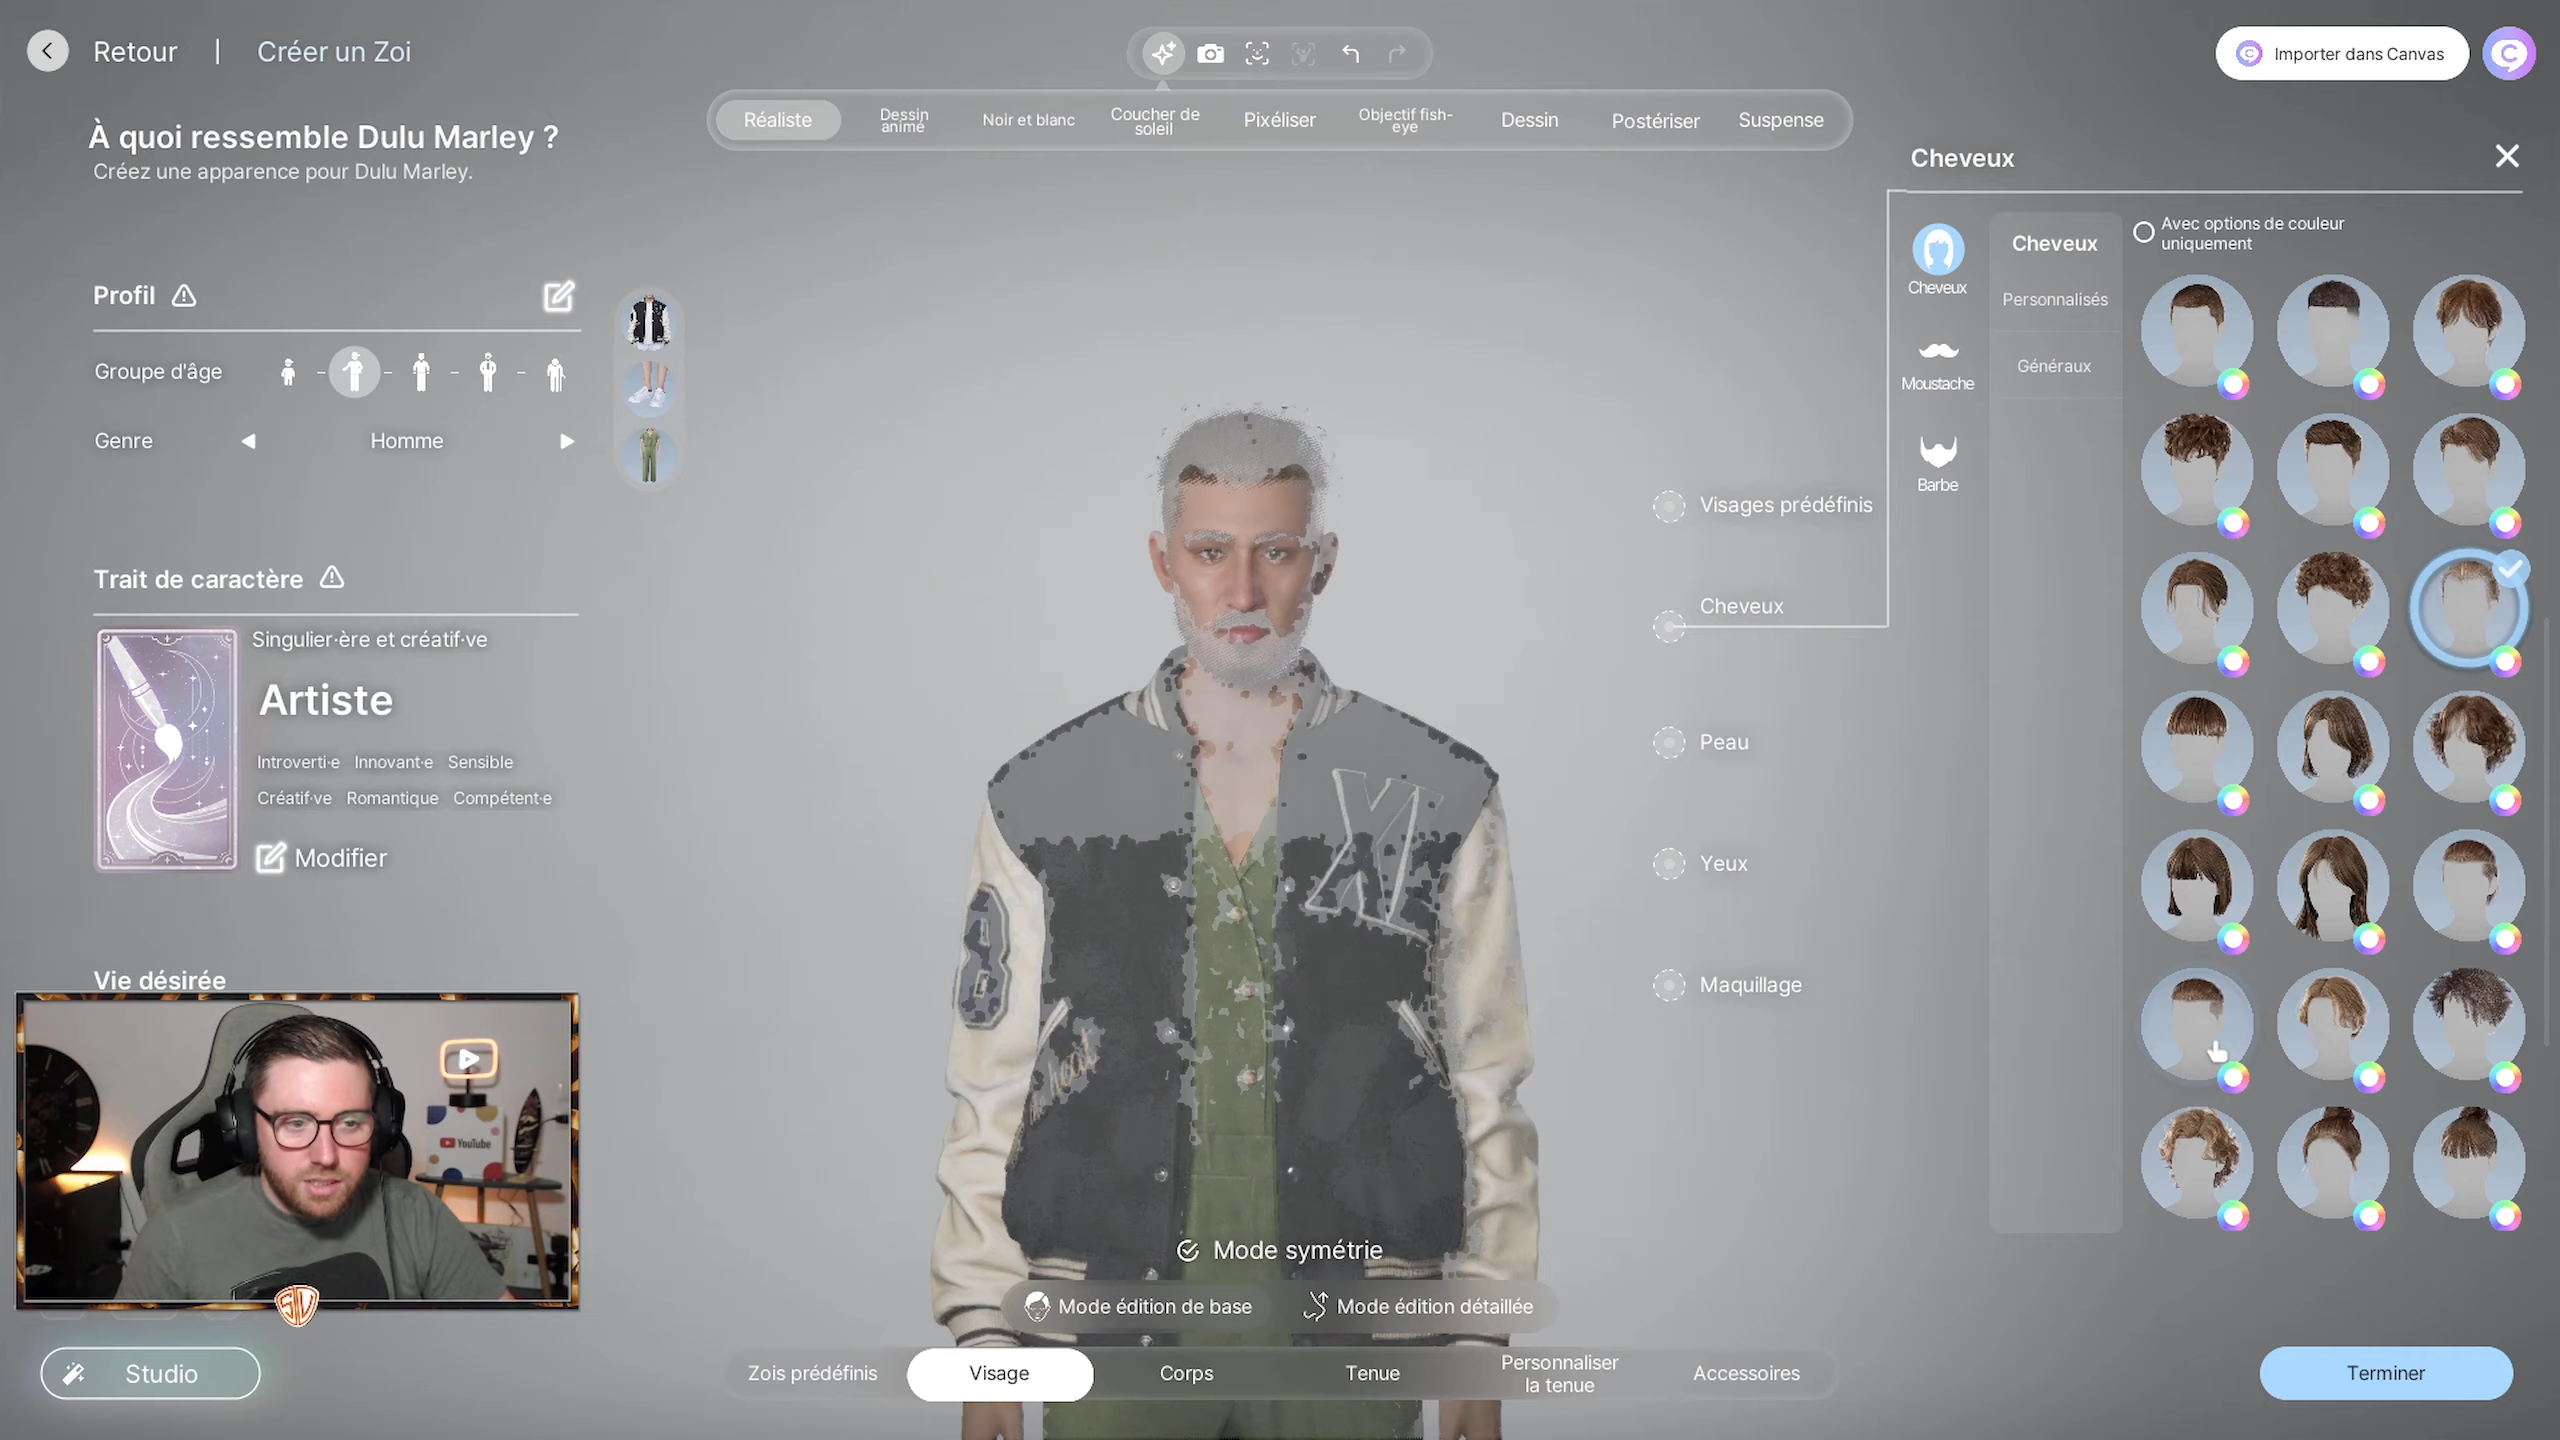 Retour | Créer un Zoi
Importer dans Canvas
Réaliste
Dessin
animé
Noir et blanc
Coucher de
soleil
Pixéliser
Objectif fish-
eye
Dessin
Postériser
Suspense
À quoi ressemble Dulu Marley ?
Créez une apparence pour Dulu Marley.
Profil
Groupe d'âge
Genre
Homme
Trait de caractère
Singulier·ère et créatif·ve
Artiste
Introverti·e Innovant·e Sensible
Créatif·ve Romantique Compétent·e
Modifier
Vie désirée
YouTube
SV
Studio
XI
8
Visages prédéfinis
Cheveux
Peau
Yeux
Maquillage
Cheveux
Cheveux
Moustache
Barbe
Cheveux
Personnalisés
Généraux
Avec options de couleur
uniquement
Mode symétrie
Mode édition de base
Mode édition détaillée
Zois prédéfinis
Visage
Corps
Tenue
Personnaliser
la tenue
Accessoires
Terminer